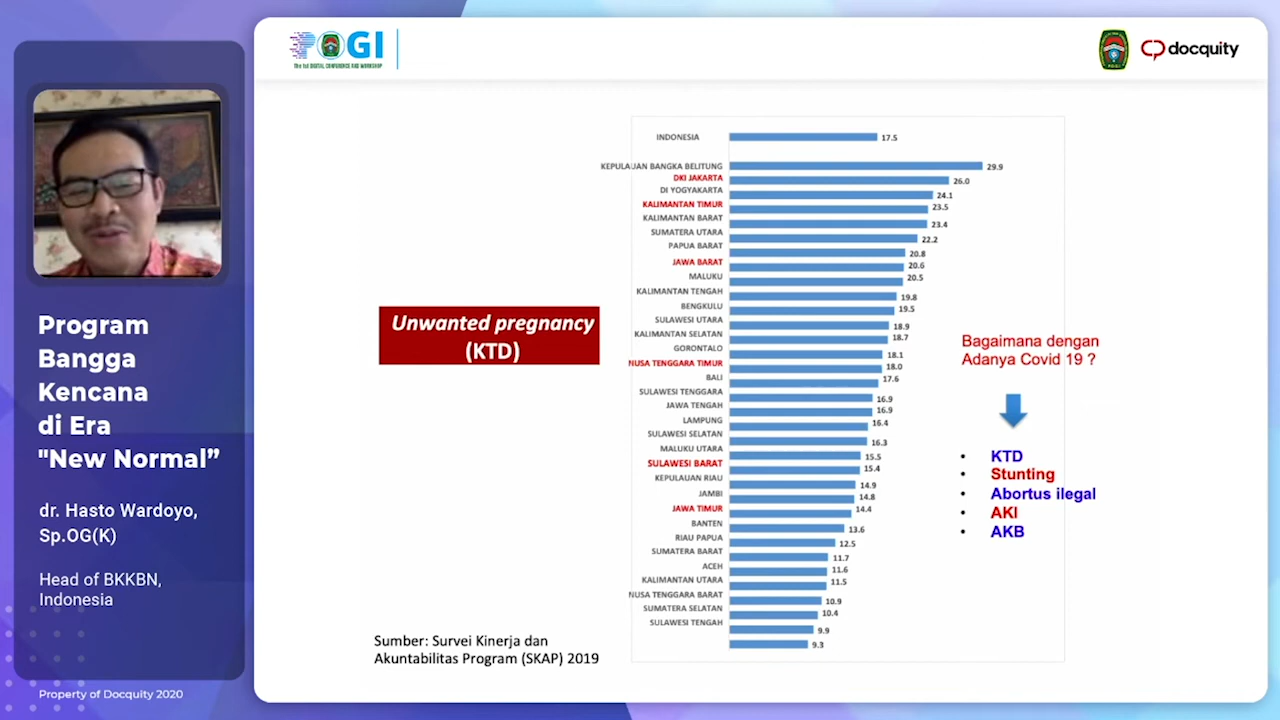 POGI
The 1st DIGITAL CONFERENCE AND WORKSHOP
docquity
Program
Bangga
Kencana
di Era
"New Normal”
dr. Hasto Wardoyo,
Sp.OG(K)
Head of BKKBN,
Indonesia
Property of Docquity 2020
Unwanted pregnancy
(KTD)
INDONESIA 17.5
KEPULAUAN BANGKA BELITUNG 29.9
DKI JAKARTA 26.0
DI YOGYAKARTA 24.1
KALIMANTAN TIMUR 23.5
KALIMANTAN BARAT 23.4
SUMATERA UTARA 22.2
PAPUA BARAT 20.8
JAWA BARAT 20.6
MALUKU 20.5
KALIMANTAN TENGAH 19.8
BENGKULU 19.5
SULAWESI UTARA 18.9
KALIMANTAN SELATAN 18.7
GORONTALO 18.1
NUSA TENGGARA TIMUR 18.0
BALI 17.6
SULAWESI TENGGARA 16.9
JAWA TENGAH 16.9
LAMPUNG 16.4
SULAWESI SELATAN 16.3
MALUKU UTARA 15.5
SULAWESI BARAT 15.4
KEPULAUAN RIAU 14.9
JAMBI 14.8
JAWA TIMUR 14.4
BANTEN 13.6
RIAU PAPUA 12.5
SUMATERA BARAT 11.7
ACEH 11.6
KALIMANTAN UTARA 11.5
NUSA TENGGARA BARAT 10.9
SUMATERA SELATAN 10.4
SULAWESI TENGAH 9.9
9.3
Bagaimana dengan
Adanya Covid 19 ?
• KTD
• Stunting
• Abortus ilegal
• AKI
• AKB
Sumber: Survei Kinerja dan
Akuntabilitas Program (SKAP) 2019